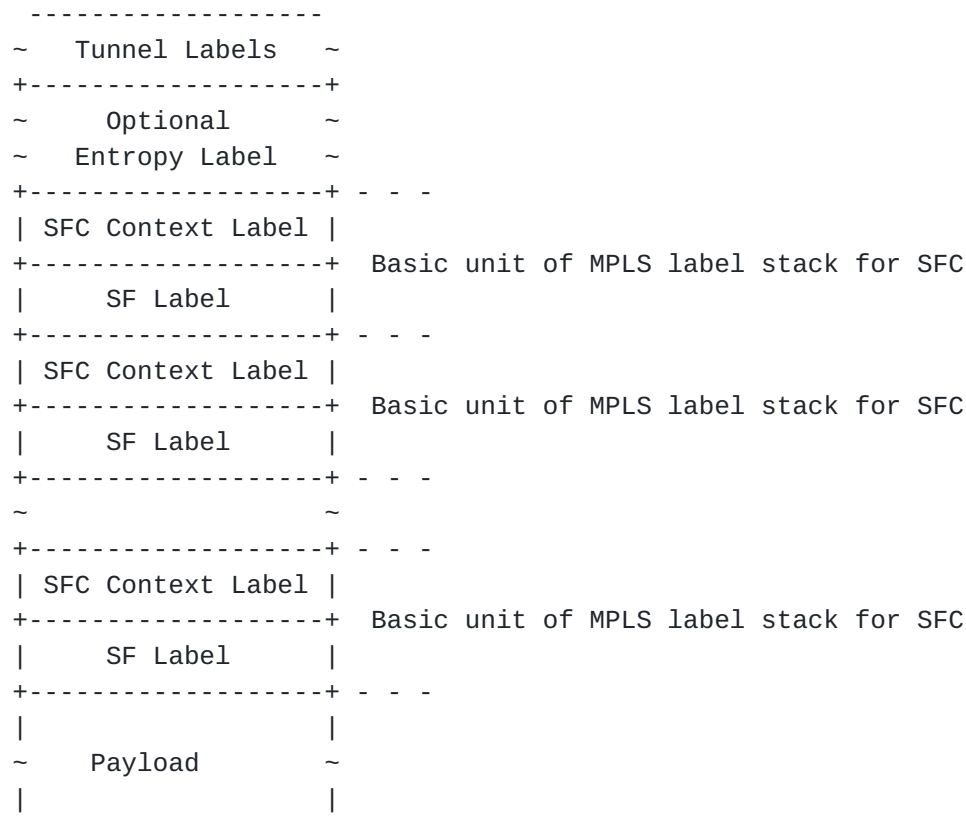 -------------------
~   Tunnel Labels   ~
+-------------------+
~     Optional      ~
~   Entropy Label   ~
+-------------------+ - - -
| SFC Context Label |
+-------------------+  Basic unit of MPLS label stack for SFC
|     SF Label      |
+-------------------+ - - -
| SFC Context Label |
+-------------------+  Basic unit of MPLS label stack for SFC
|     SF Label      |
+-------------------+ - - -
~                   ~
+-------------------+ - - -
| SFC Context Label |
+-------------------+  Basic unit of MPLS label stack for SFC
|     SF Label      |
+-------------------+ - - -
|                   |
~    Payload        ~
|                   |